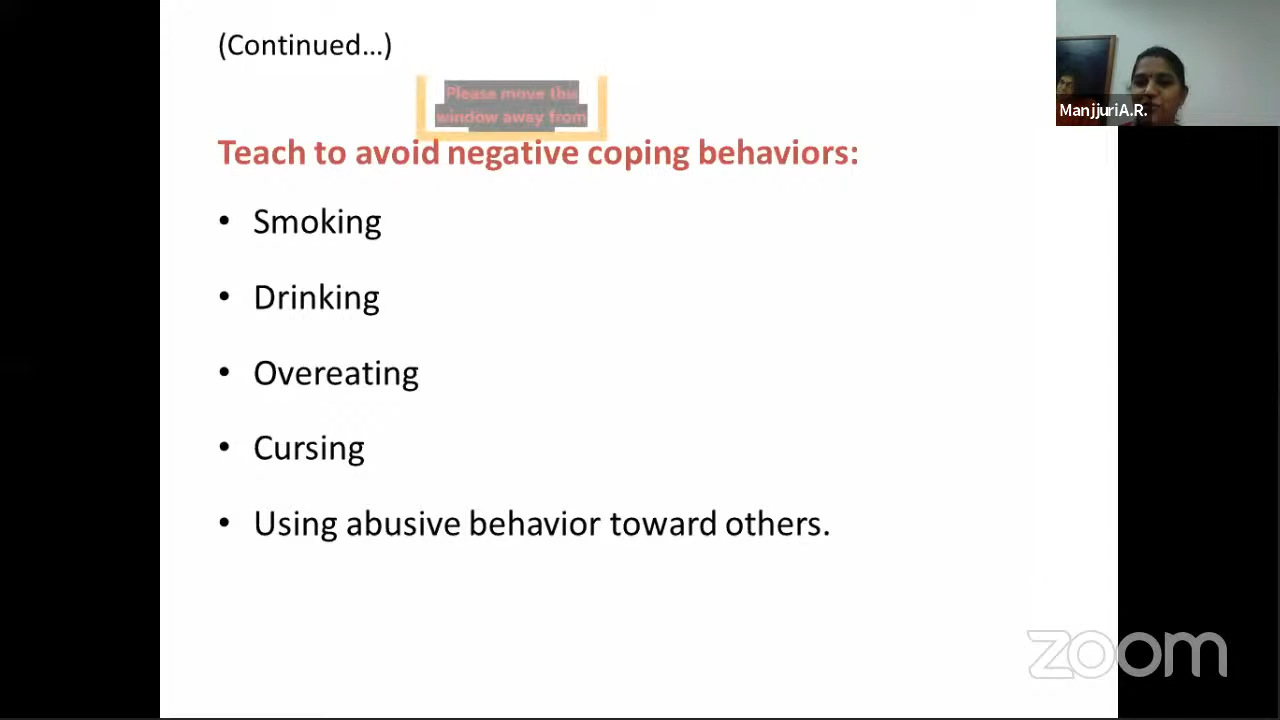 (Continued...)
Please move this
window away from
Teach to avoid negative coping behaviors:
• Smoking
• Drinking
• Overeating
• Cursing
• Using abusive behavior toward others.
ManjjuriA.R.
zoom